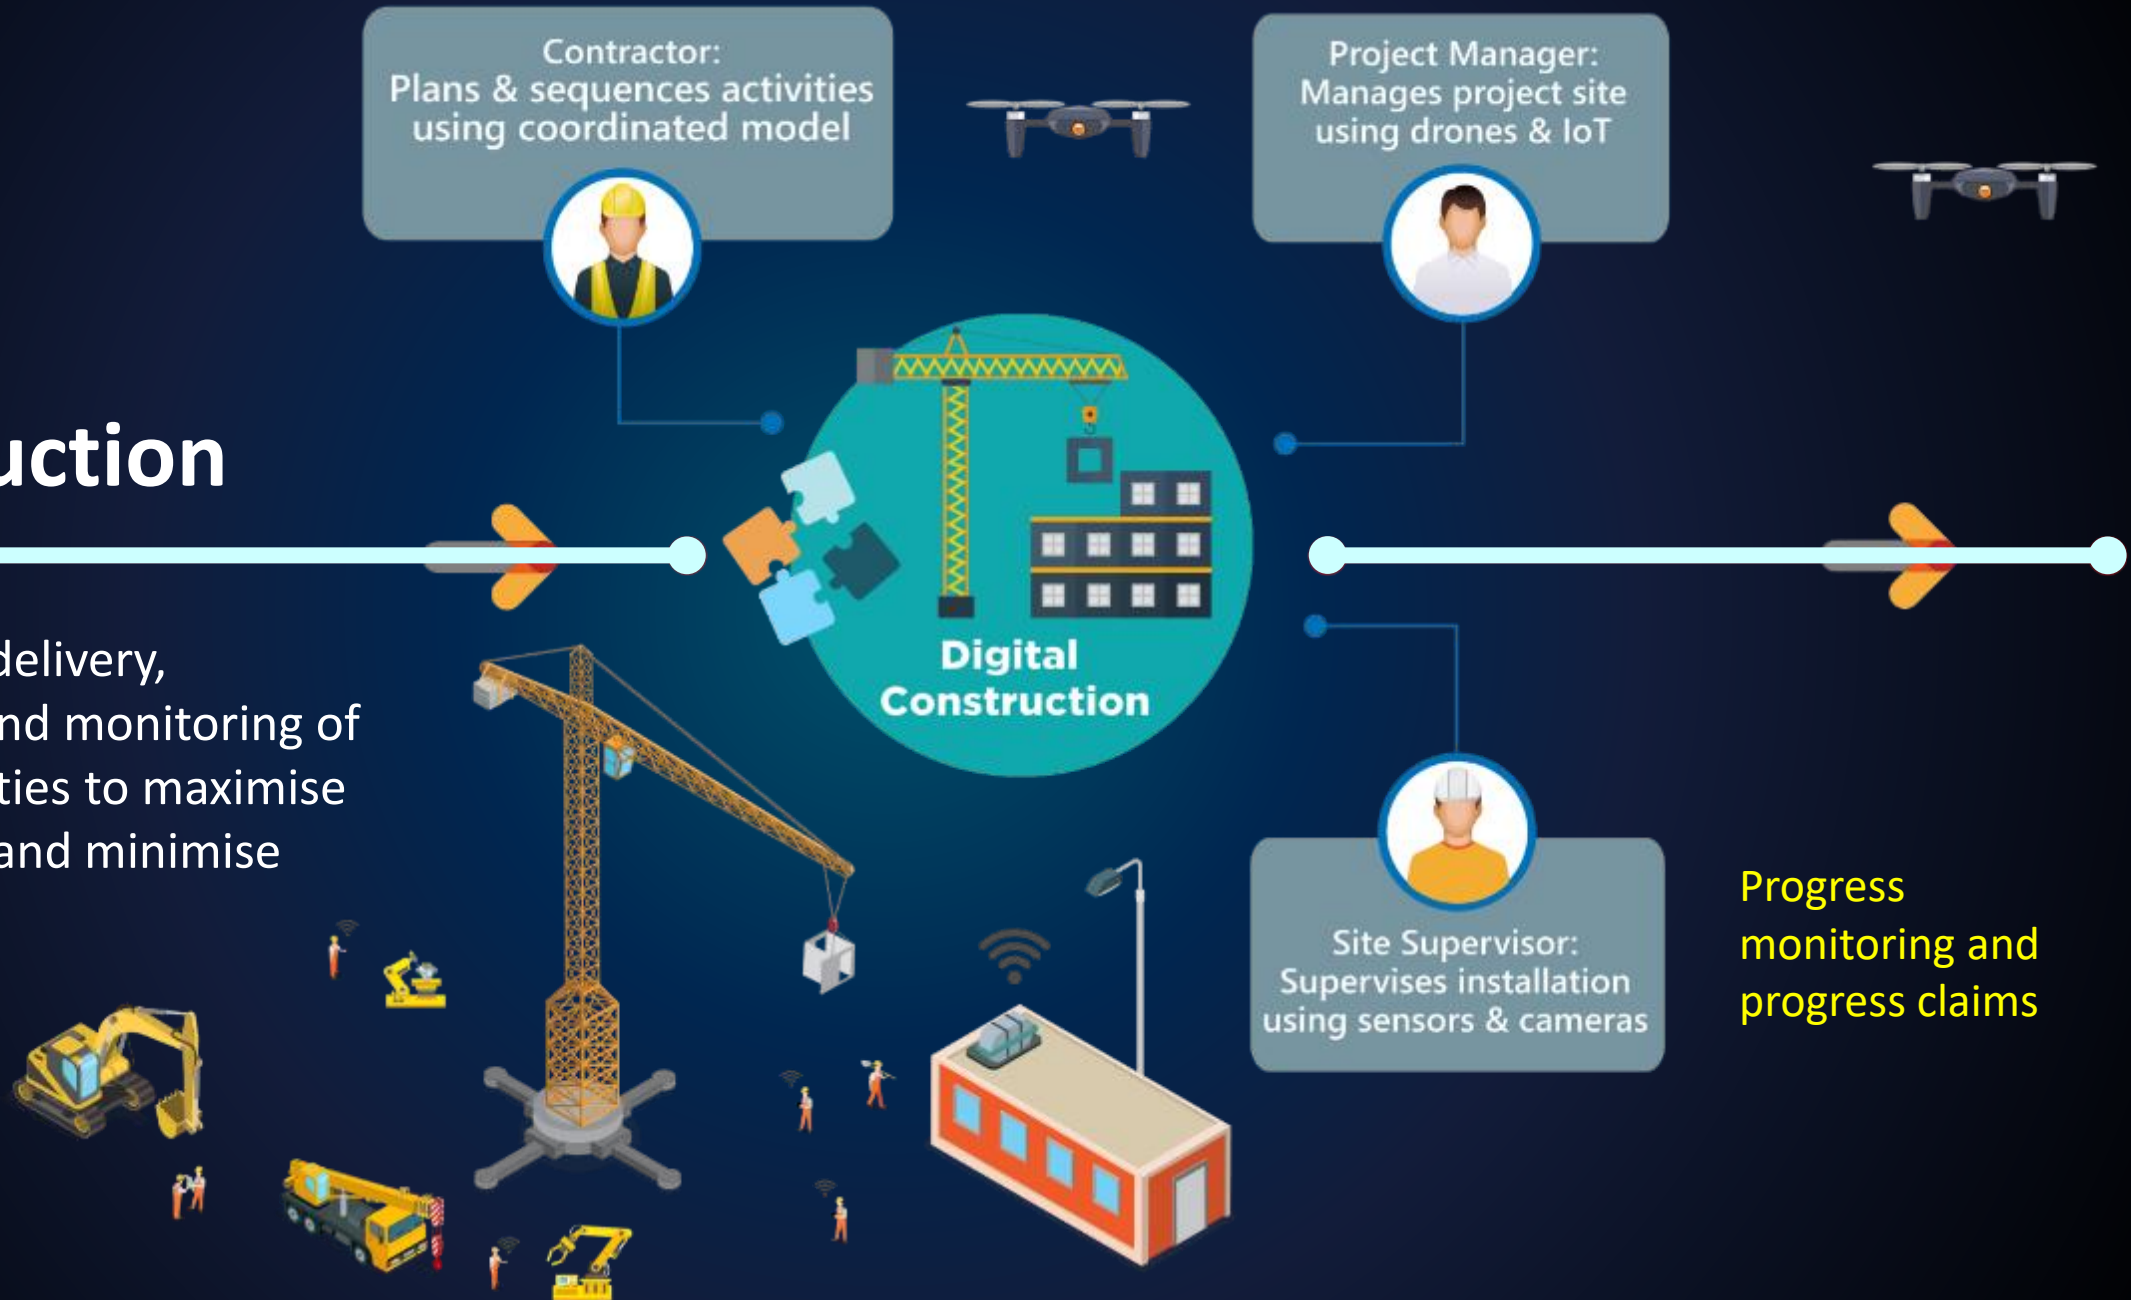 Contractor:
Plans & sequences activities
using coordinated model
Project Manager:
Manages project site
using drones & IoT
uction
delivery,
nd monitoring of
ties to maximise
and minimise
Digital
Construction
Site Supervisor:
Supervises installation
using sensors & cameras
Progress
monitoring and
progress claims